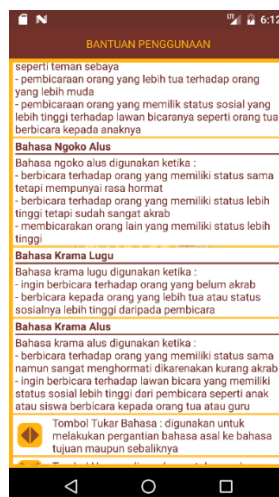 6:12
BANTUAN PENGGUNAAN
seperti teman sebaya
- pembicaraan orang yang lebih tua terhadap orang
yang lebih muda
- pembicaraan orang yang memilik status sosial yang
lebih tinggi terhadap lawan bicaranya seperti orang tua
berbicara kepada anaknya
Bahasa Ngoko Alus
Bahasa ngoko alus digunakan ketika :
- berbicara terhadap orang yang memiliki status sama
tetapi mempunyai rasa hormat
- berbicara terhadap orang yang memiliki status lebih
tinggi tetapi sudah sangat akrab
- membicarakan orang lain yang memiliki status lebih
tinggi
Bahasa Krama Lugu
Bahasa krama lugu digunakan ketika :
- ingin berbicara terhadap orang yang belum akrab
- berbicara kepada orang yang lebih tua atau status
sosialnya lebih tinggi daripada pembicara
Bahasa Krama Alus
Bahasa krama alus digunakan ketika :
- berbicara terhadap orang yang memiliki status sama
namun sangat menghormati dikarenakan kurang akrab
- ingin berbicara terhadap lawan bicara yang memiliki
status sosial lebih tinggi dari pembicara seperti anak
atau siswa berbicara kepada orang tua atau guru
Tombol Tukar Bahasa : digunakan untuk
melakukan pergantian bahasa asal ke bahasa
tujuan maupun sebaliknya